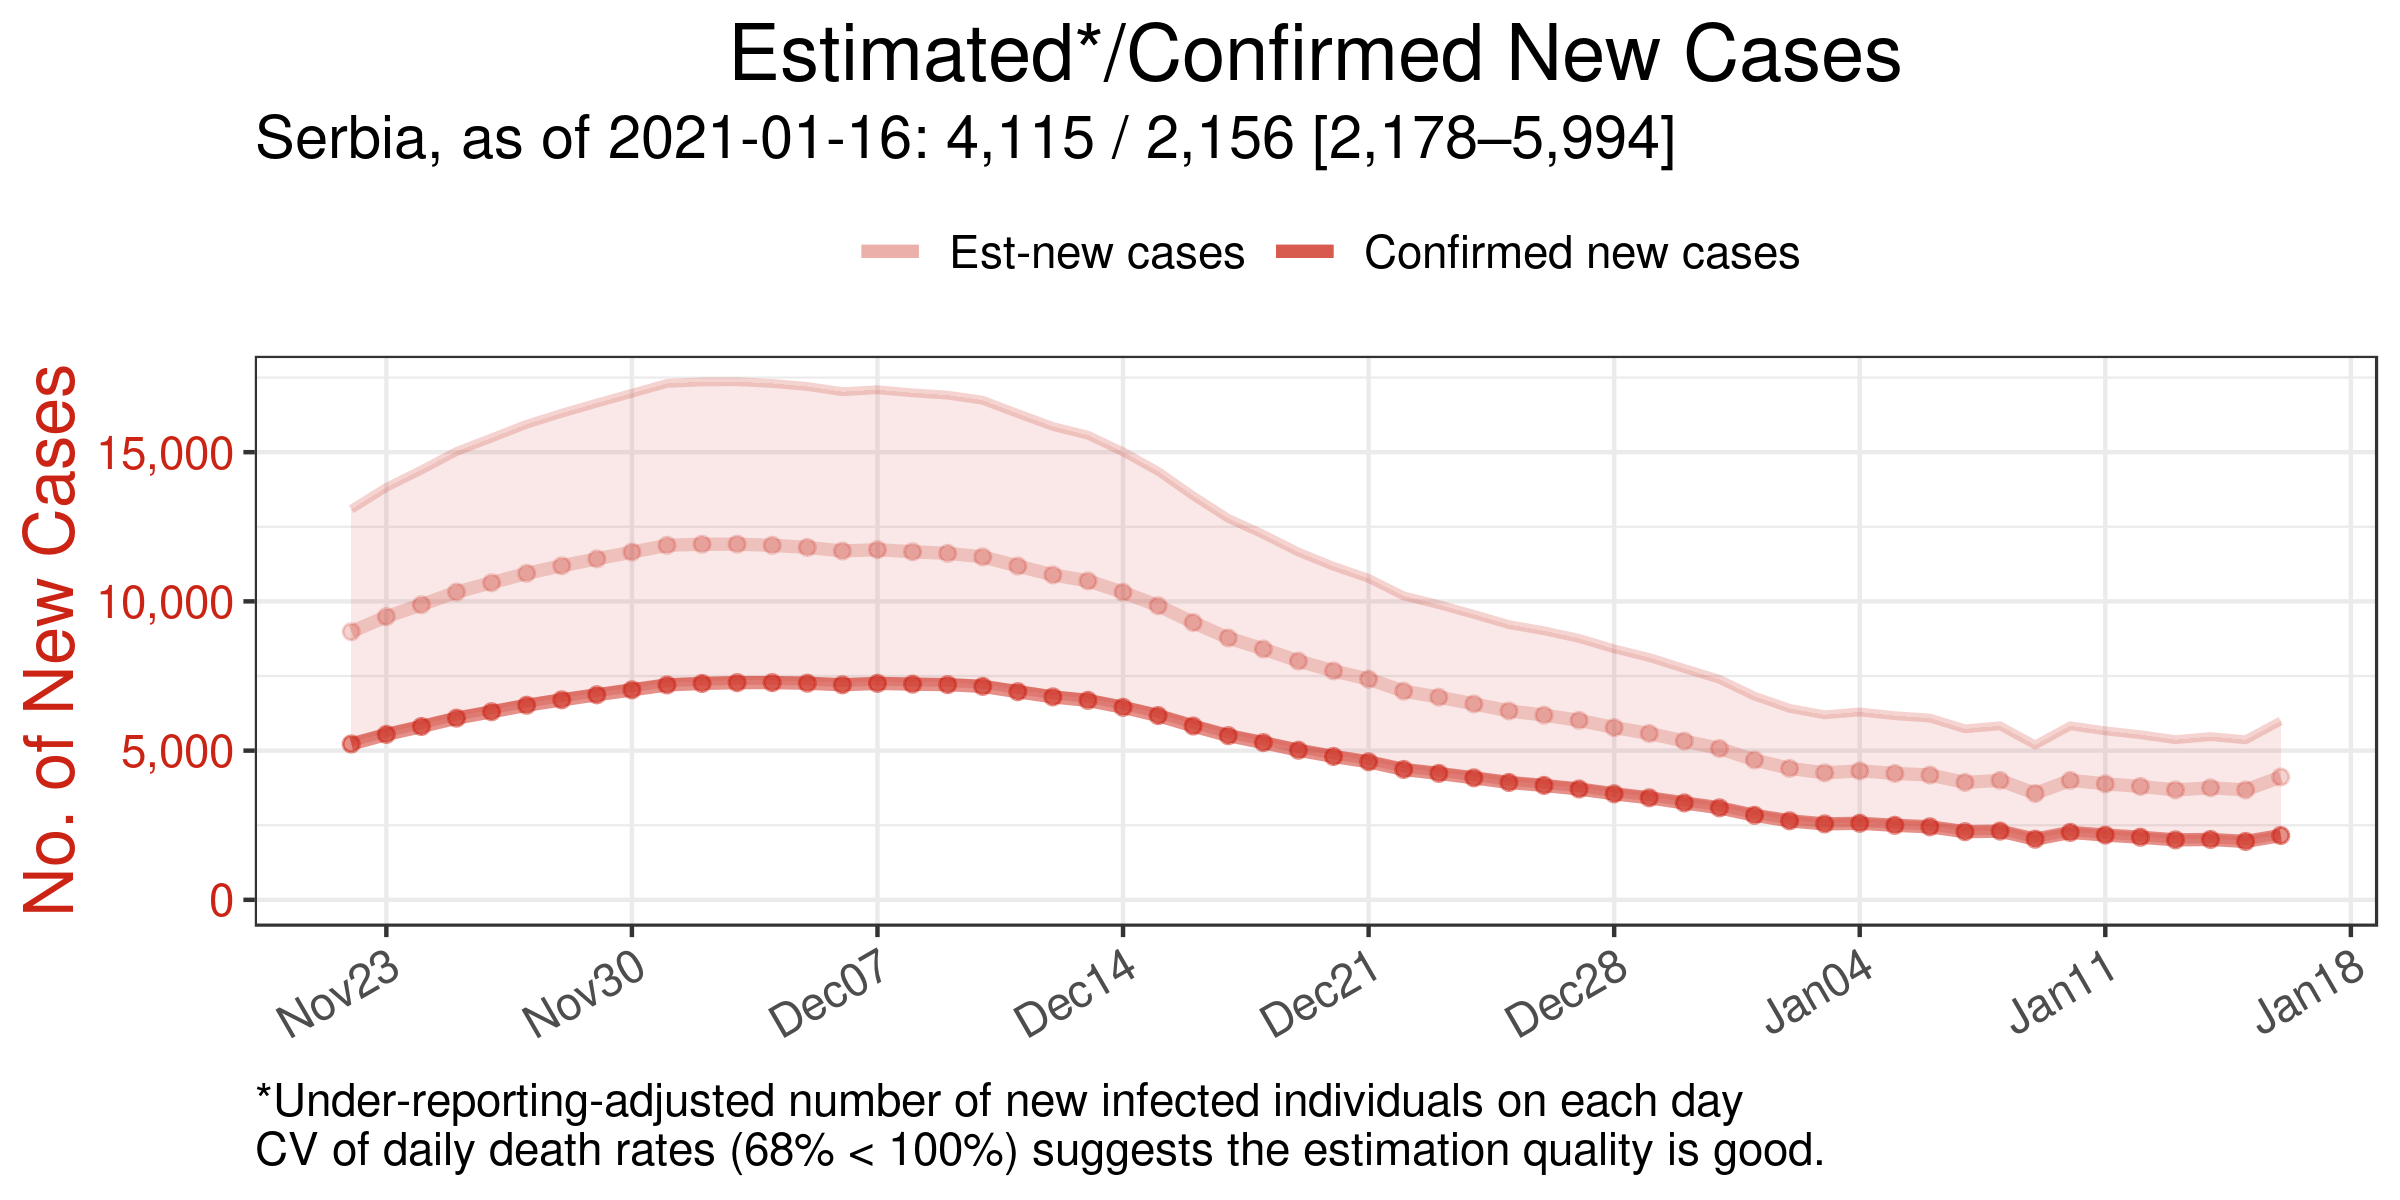 Estimated*/Confirmed New Cases
Serbia, as of 2021-01-16: 4,115 / 2,156 [2,178–5,994]
Est-new cases Confirmed new cases
No. of New Cases
15,000
10,000
5,000
0
Nov23 Nov30 Dec07 Dec14 Dec21 Dec28 Jan04 Jan11 Jan18
*Under-reporting-adjusted number of new infected individuals on each day
CV of daily death rates (68% < 100%) suggests the estimation quality is good.